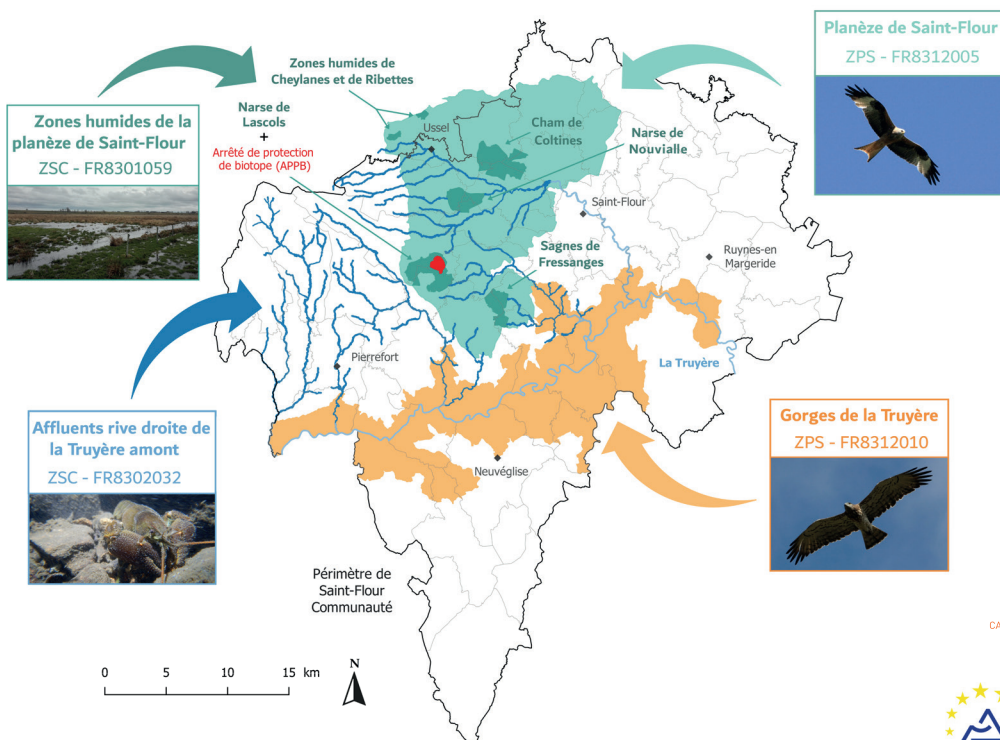 Planèze de Saint-Flour
ZPS - FR8312005
Zones humides de
Cheylanes et de Ribettes
Narse de
Lascols
+
Arrêté de protection
de biotope (APPB)
Zones humides de la
planèze de Saint-Flour
ZSC - FR8301059
Ussel
Cham de
Coltines
Narse de
Nouvialle
Saint-Flour
Sagnes de
Fressanges
Ruynes-en
Margeride
Pierrefort
La Truyère
Affluents rive droite de
la Truyère amont
ZSC - FR8302032
Gorges de la Truyère
ZPS - FR8312010
Neuvéglise
Périmètre de
Saint-Flour
Communauté
0 5 10 15 km
N
CA